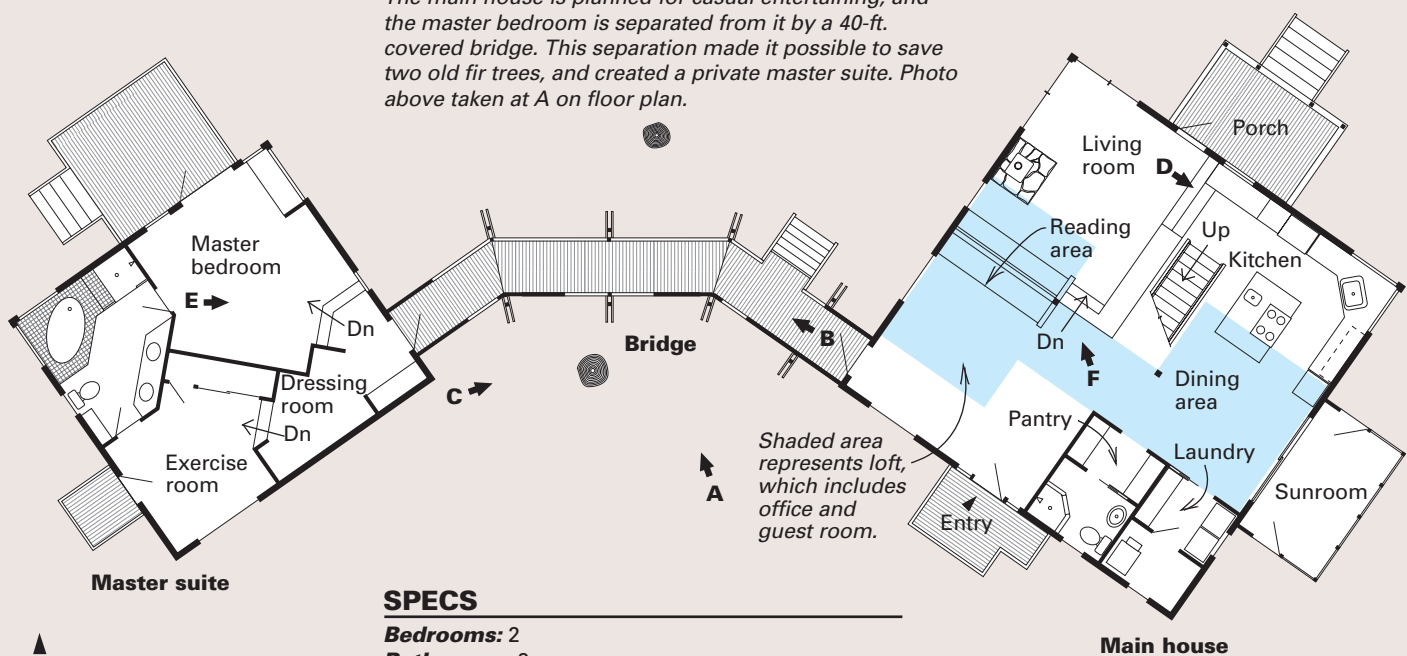 The main house is planned for casual entertaining, and
the master bedroom is separated from it by a 40-ft.
covered bridge. This separation made it possible to save
two old fir trees, and created a private master suite. Photo
above taken at A on floor plan.
Porch
Living
room
D
Reading
area
Up
Kitchen
Master
bedroom
E
Dn
Bridge
B
Dn
F
Dressing
room
C
Dining
area
Dn
Pantry
Exercise
room
Shaded area
represents loft,
which includes
office and
guest room.
Laundry
A
Sunroom
Entry
Master suite
SPECS
Bedrooms: 2
Main house